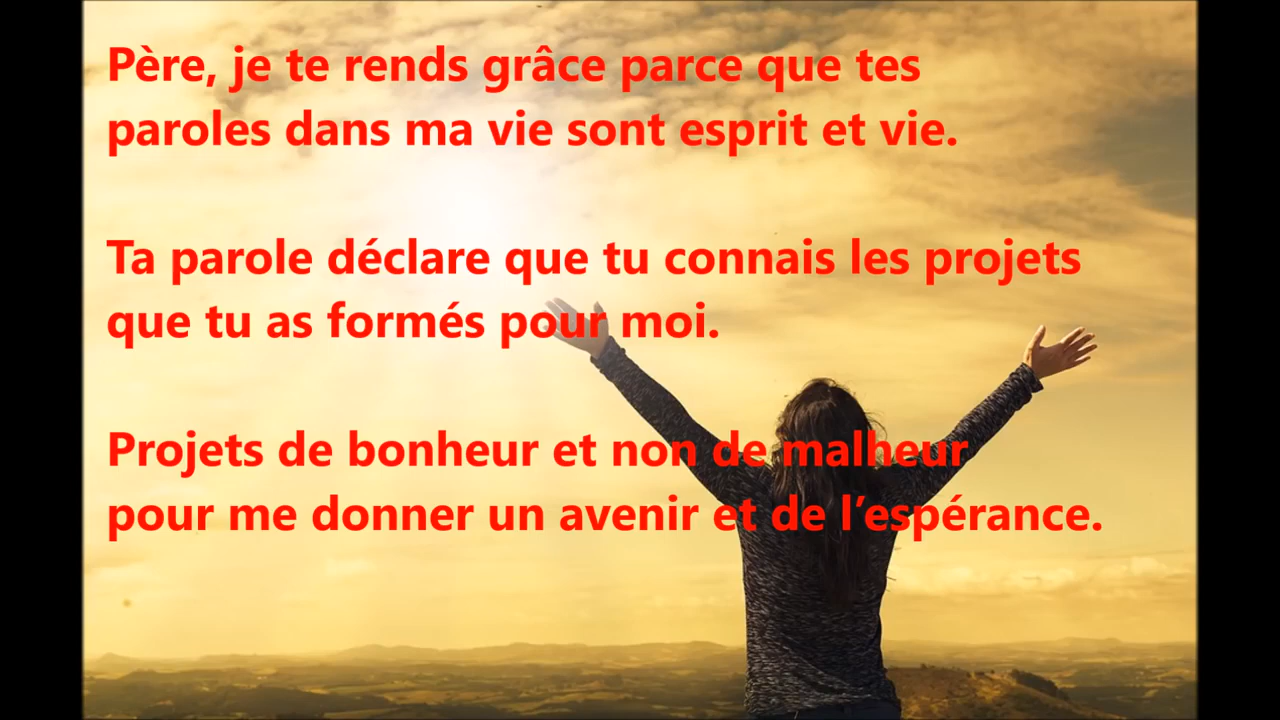 Père, je te rends grâce parce que tes
paroles dans ma vie sont esprit et vie.
Ta parole déclare que tu connais les projets
que tu as formés pour moi.
Projets de bonheur et non de malheur
pour me donner un avenir et de l’espérance.